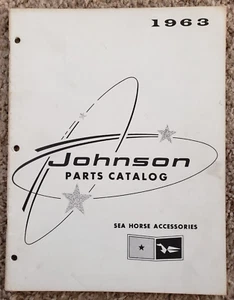 1963
Johnson
PARTS CATALOG
SEA HORSE ACCESSORIES